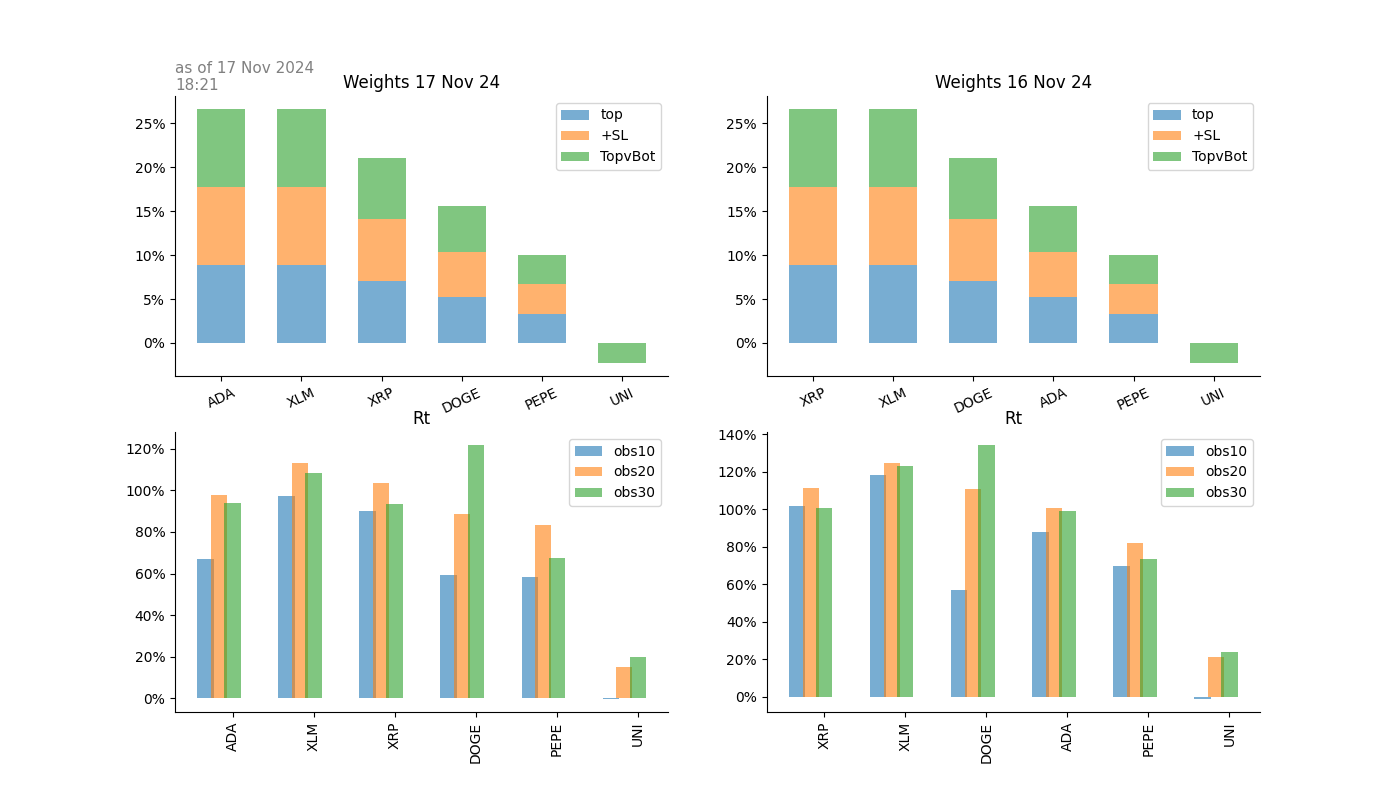 as of 17 Nov 2024
18:21
Weights 17 Nov 24
25%
20%
15%
10%
5%
0%
top
+SL
TopvBot
ADA
XLM
XRP
DOGE
PEPE
UNI
Weights 16 Nov 24
25%
20%
15%
10%
5%
0%
top
+SL
TopvBot
XRP
XLM
DOGE
ADA
PEPE
UNI
Rt
120%
100%
80%
60%
40%
20%
0%
obs10
obs20
obs30
ADA
XLM
XRP
DOGE
PEPE
UNI
Rt
140%
120%
100%
80%
60%
40%
20%
0%
obs10
obs20
obs30
XRP
XLM
DOGE
ADA
PEPE
UNI